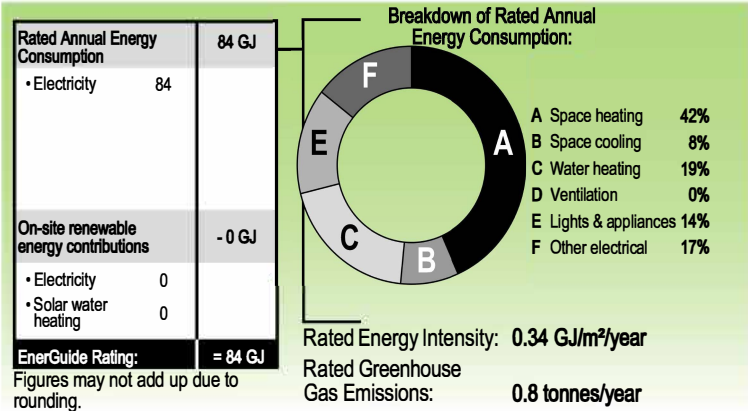 Rated Annual Energy
Consumption
84 GJ
• Electricity 84
On-site renewable
energy contributions
- 0 GJ
• Electricity 0
• Solar water
heating
0
EnerGuide Rating: = 84 GJ
Figures may not add up due to
rounding.
Breakdown of Rated Annual
Energy Consumption:
F
A
E
C
B
A Space heating 42%
B Space cooling 8%
C Water heating 19%
D Ventilation 0%
E Lights & appliances 14%
F Other electrical 17%
Rated Energy Intensity: 0.34 GJ/m²/year
Rated Greenhouse
Gas Emissions: 0.8 tonnes/year